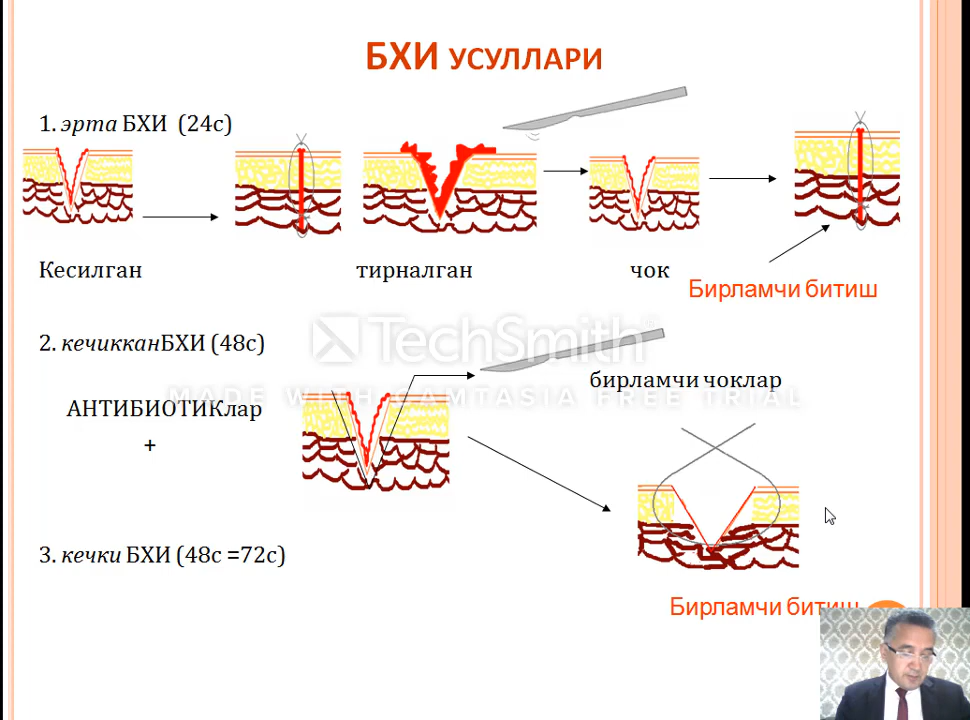 БХИ УСУЛЛАРИ
1. эрта БХИ (24с)
Кесилган
тирналган
чок
Бирламчи битиш
2. кечикканБХИ (48с)
TechSmith
MADE WITH CAMTASIA FREE TRIAL
бирламчи чоклар
АНТИБИОТИКлар
+
3. кечки БХИ (48с =72с)
Бирламчи битиш